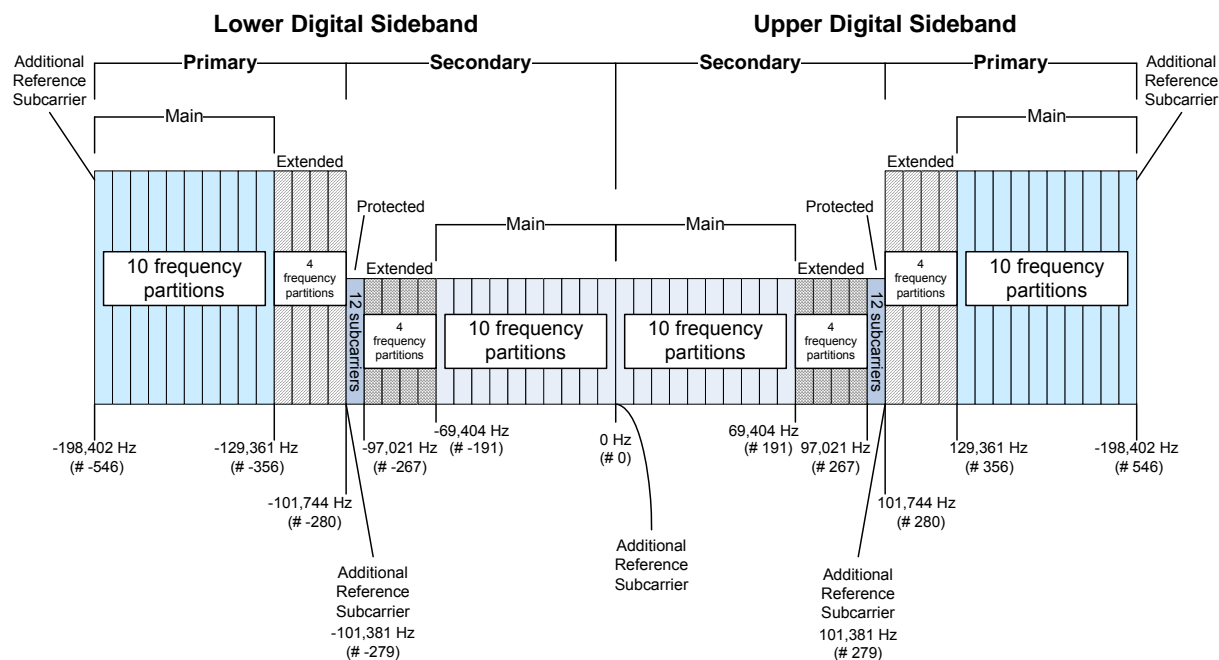 Lower Digital Sideband
Upper Digital Sideband
Additional
Reference
Subcarrier
Primary
Secondary
Secondary
Primary
Additional
Reference
Subcarrier
Main
Main
Extended
Extended
Protected
Protected
Main
Main
Extended
Extended
10 frequency
partitions
4
frequency
partitions
12 subcarriers
4
frequency
partitions
10 frequency
partitions
10 frequency
partitions
4
frequency
partitions
12 subcarriers
4
frequency
partitions
10 frequency
partitions
-198,402 Hz
(# -546)
-129,361 Hz
(# -356)
-101,744 Hz
(# -280)
-97,021 Hz
(# -267)
-69,404 Hz
(# -191)
0 Hz
(# 0)
69,404 Hz
(# 191)
97,021 Hz
(# 267)
101,744 Hz
(# 280)
129,361 Hz
(# 356)
-198,402 Hz
(# 546)
Additional
Reference
Subcarrier
-101,381 Hz
(# -279)
Additional
Reference
Subcarrier
Additional
Reference
Subcarrier
101,381 Hz
(# 279)